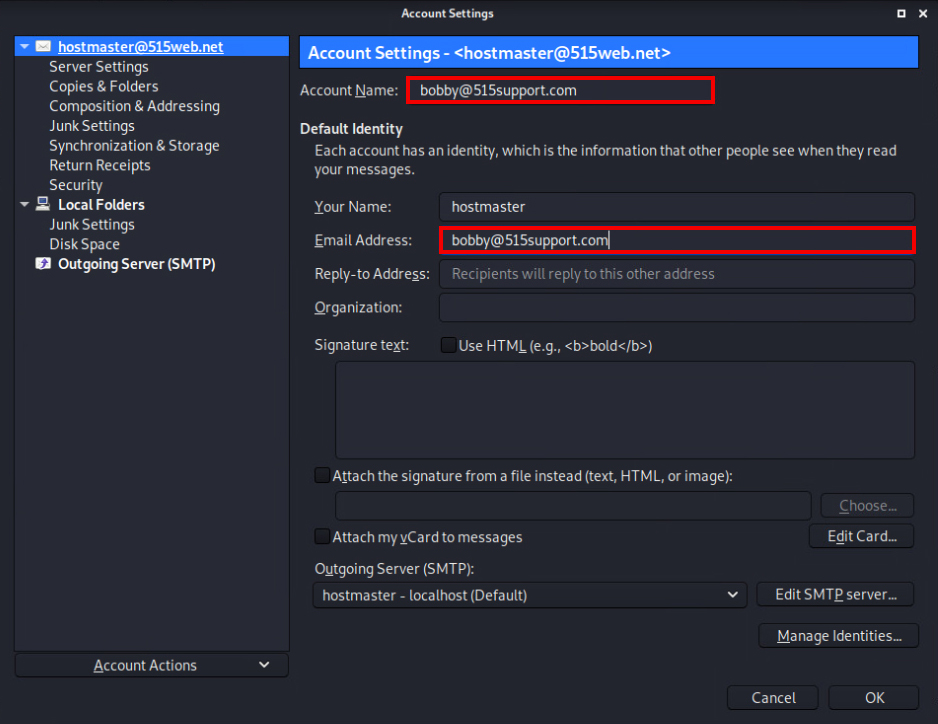 Account Settings
hostmaster@515web.net
Server Settings
Copies & Folders
Composition & Addressing
Junk Settings
Synchronization & Storage
Return Receipts
Security
Local Folders
Junk Settings
Disk Space
Outgoing Server (SMTP)
Account Actions
Account Settings - <hostmaster@515web.net>
Account Name: bobby@515support.com
Default Identity
Each account has an identity, which is the information that other people see when they read
your messages.
Your Name: hostmaster
Email Address: bobby@515support.com
Reply-to Address: Recipients will reply to this other address
Organization:
Signature text: Use HTML (e.g., <b>bold</b>)
Attach the signature from a file instead (text, HTML, or image):
Choose...
Attach my vCard to messages Edit Card...
Outgoing Server (SMTP):
hostmaster - localhost (Default) Edit SMTP server...
Manage Identities...
Cancel OK